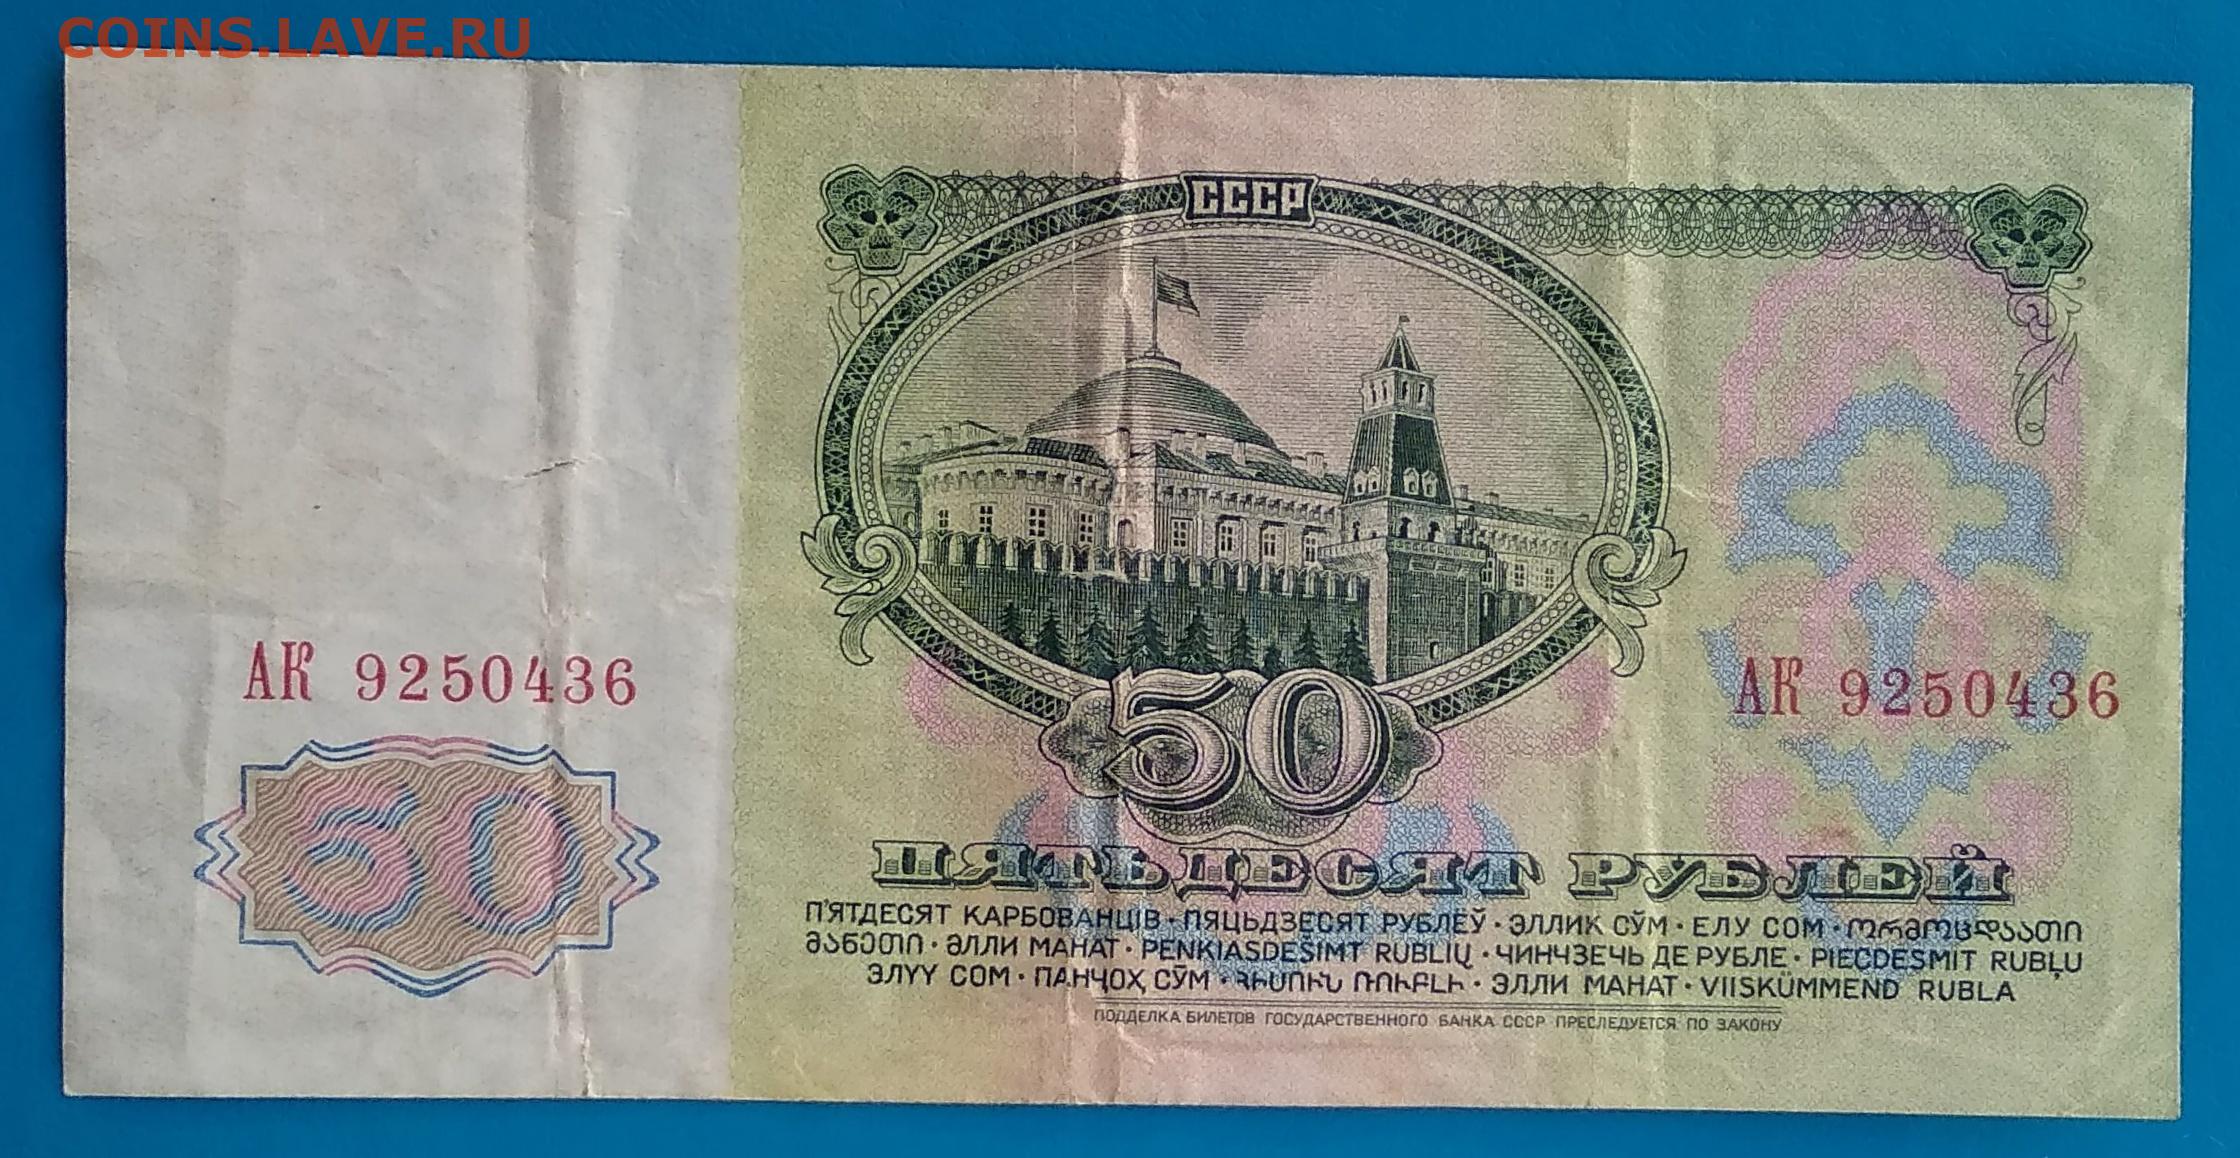 COINS.LAVE.RU
СССР
АК 9250436
АК 9250436
50
50
ПЯТЬДЕСЯТ РУБЛЕЙ
П'ЯТДЕСЯТ КАРБОВАНЦІВ · ПЯЦЬДЗЕСЯТ РУБЛЁЎ · ЭЛЛИК СЎМ · ЕЛУ СОМ · ᲝᲠᲛᲝᲪᲓᲐᲐᲗᲘ
ᲛᲐᲜᲔᲗᲘ · ӘЛЛИ МАНАТ · PENKIASDEŠIMT RUBLIŲ · ЧИНЧЗЕЧЬ ДЕ РУБЛЕ · PIECDESMIT RUBĻU
ЭЛҮҮ СОМ · ПАНҶОҲ СӮМ · ՀԻՍՈՒՆ ՌՈՒԲԼԻ · ЭЛЛИ МАНАТ · VIISKÜMMEND RUBLA
ПОДДЕЛКА БИЛЕТОВ ГОСУДАРСТВЕННОГО БАНКА СССР ПРЕСЛЕДУЕТСЯ ПО ЗАКОНУ